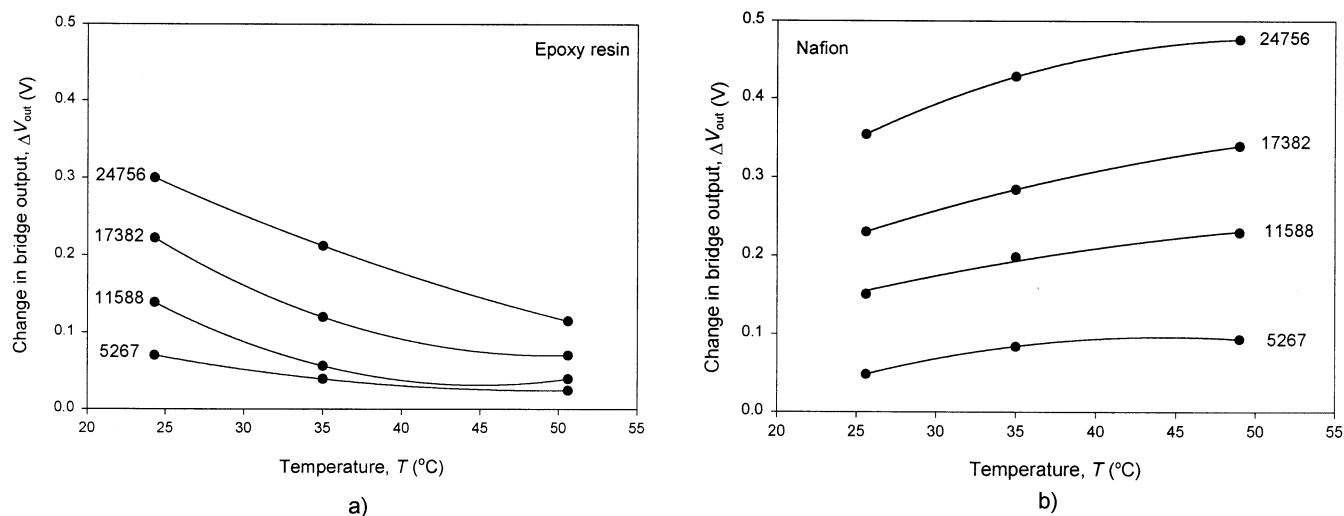 Change in bridge output, ΔVout (V)
0.5
0.4
0.3
0.2
0.1
0.0
Epoxy resin
24756
17382
11588
5267
20 25 30 35 40 45 50 55
Temperature, T (°C)
a)
Change in bridge output, ΔVout (V)
0.5
0.4
0.3
0.2
0.1
0.0
Nafion
24756
17382
11588
5267
20 25 30 35 40 45 50 55
Temperature, T (°C)
b)